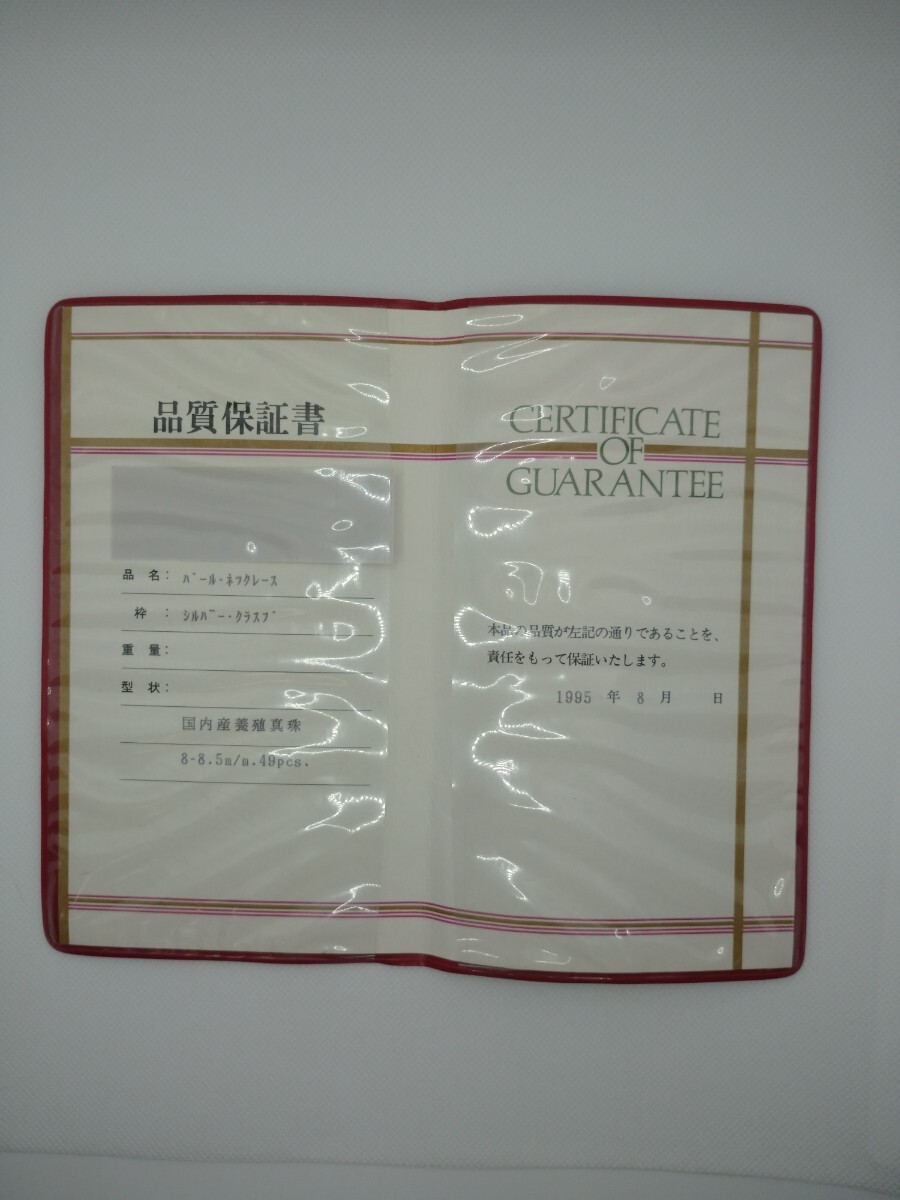 品質保証書
品 名: パール・ネックレース
枠 : シルバー・クラスプ
重 量:
型 状:
国内産養殖真珠
8-8.5m/m.49pcs.
CERTIFICATE
OF
GUARANTEE
本品の品質が左記の通りであることを、
責任をもって保証いたします。
1995 年 8 月 日